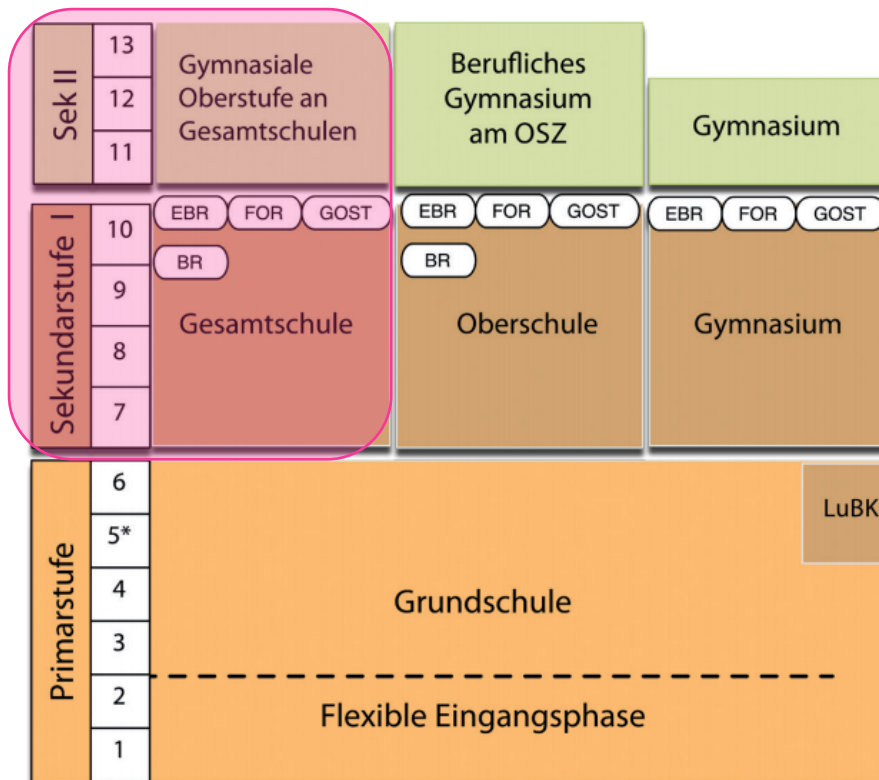 Sek II
13
12
11
Gymnasiale
Oberstufe an
Gesamtschulen
Berufliches
Gymnasium
am OSZ
Gymnasium
EBR FOR GOST
EBR FOR GOST
EBR FOR GOST
BR
BR
Sekundarstufe I
10
9
8
7
Gesamtschule
Oberschule
Gymnasium
Primarstufe
6
5*
4
3
2
1
LuBK
Grundschule
Flexible Eingangsphase